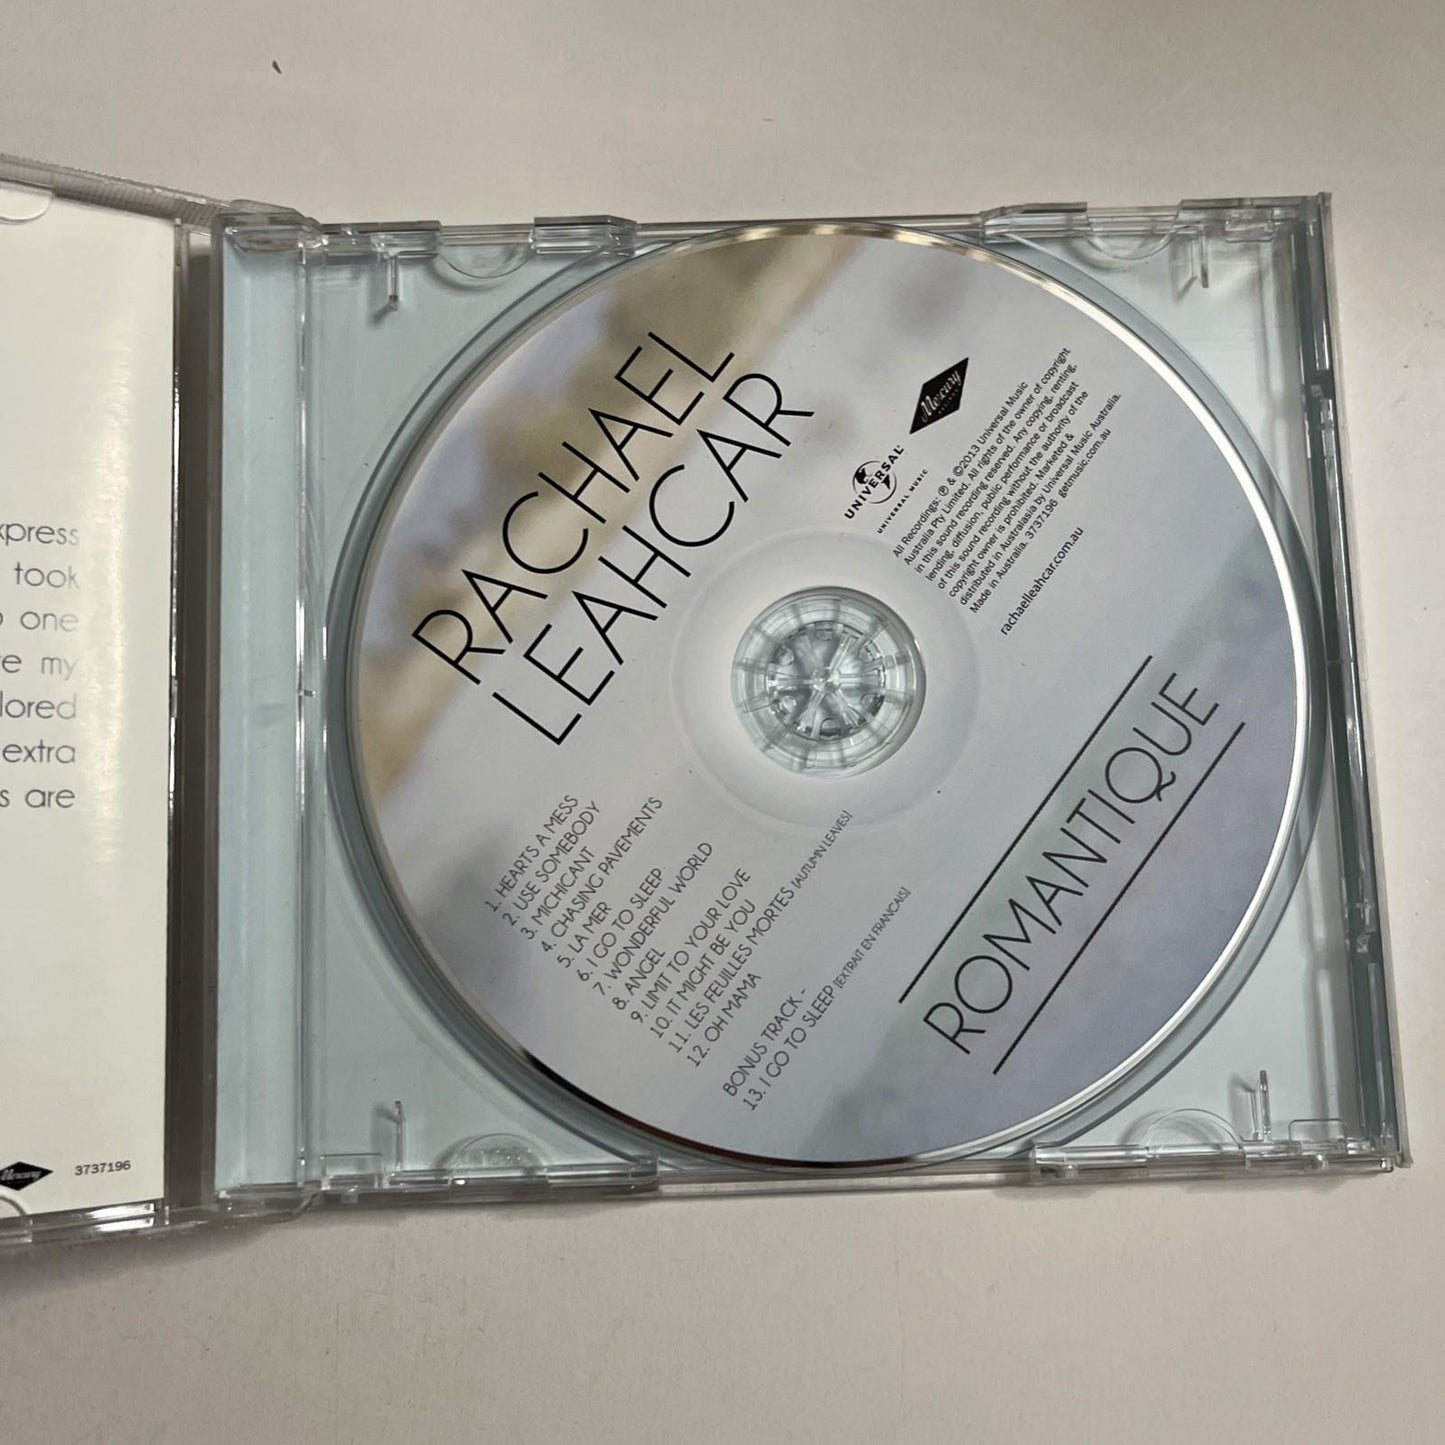 xpress
took
one
my
lored
extra
s are
Mercury
3737196
RACHAEL
LEAHCAR
Mercury
UNIVERSAL
UNIVERSAL MUSIC
All Recordings: ℗ & ©2013 Universal Music
Australia Pty Limited. All rights of the owner of copyright
in this sound recording reserved. Any copying, renting,
lending, diffusion, public performance or broadcast
of this sound recording without the authority of the
copyright owner is prohibited. Marketed &
distributed in Australasia by Universal Music Australia.
Made in Australia. 3737196 getmusic.com.au
rachaelleahcar.com.au
1. HEARTS A MESS
2. USE SOMEBODY
3. MICHICANT
4. CHASING PAVEMENTS
5. LA MER
6. I GO TO SLEEP
7. WONDERFUL WORLD
8. ANGEL
9. LIMIT TO YOUR LOVE
10. IT MIGHT BE YOU
11. LES FEUILLES MORTES [AUTUMN LEAVES]
12. OH MAMA
BONUS TRACK -
13. I GO TO SLEEP [EXTRAIT EN FRANCAIS]
ROMANTIQUE